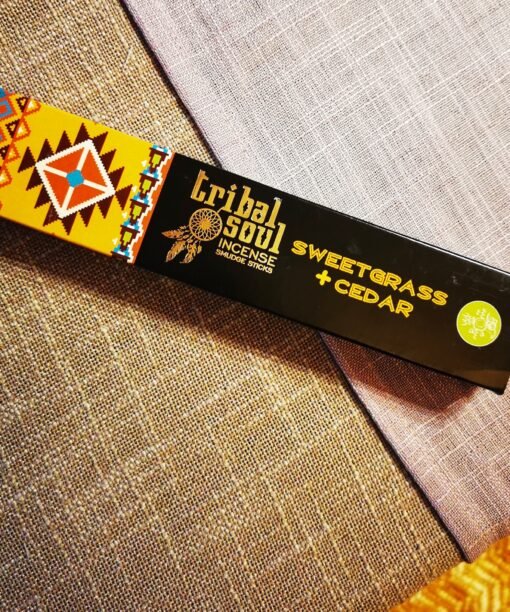 tribal
soul
INCENSE
SMUDGE STICKS
SWEETGRASS
+ CEDAR